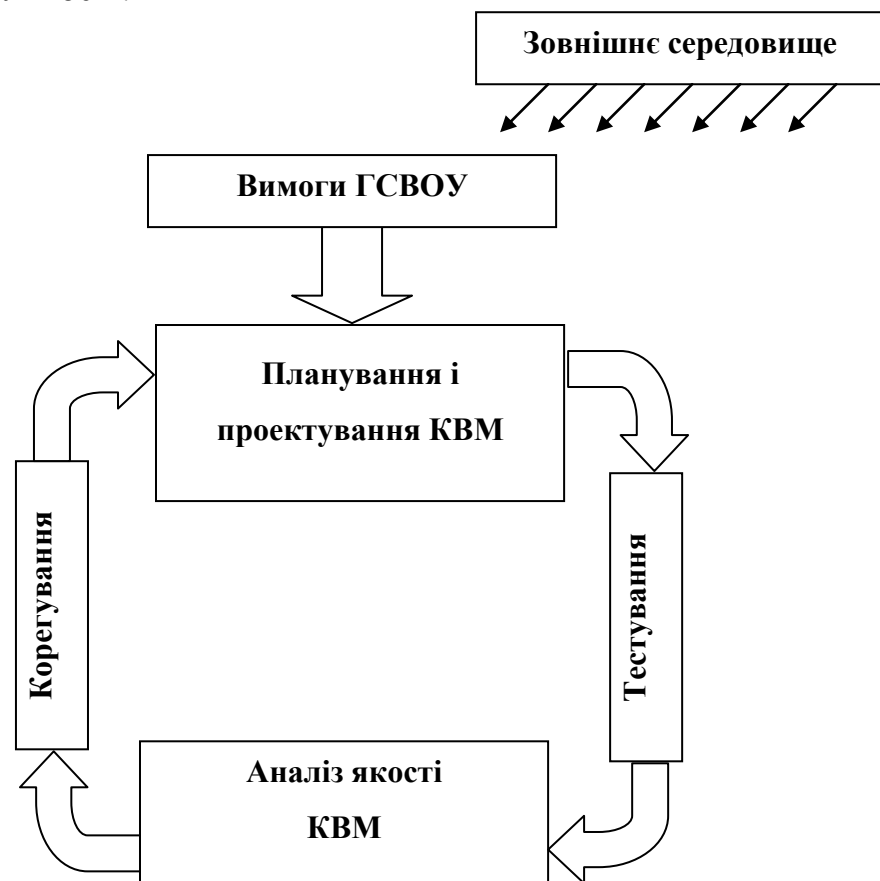 Зовнішнє середовище
Вимоги ГСВОУ
Планування і
проектування КВМ
Корегування
Тестування
Аналіз якості
КВМ